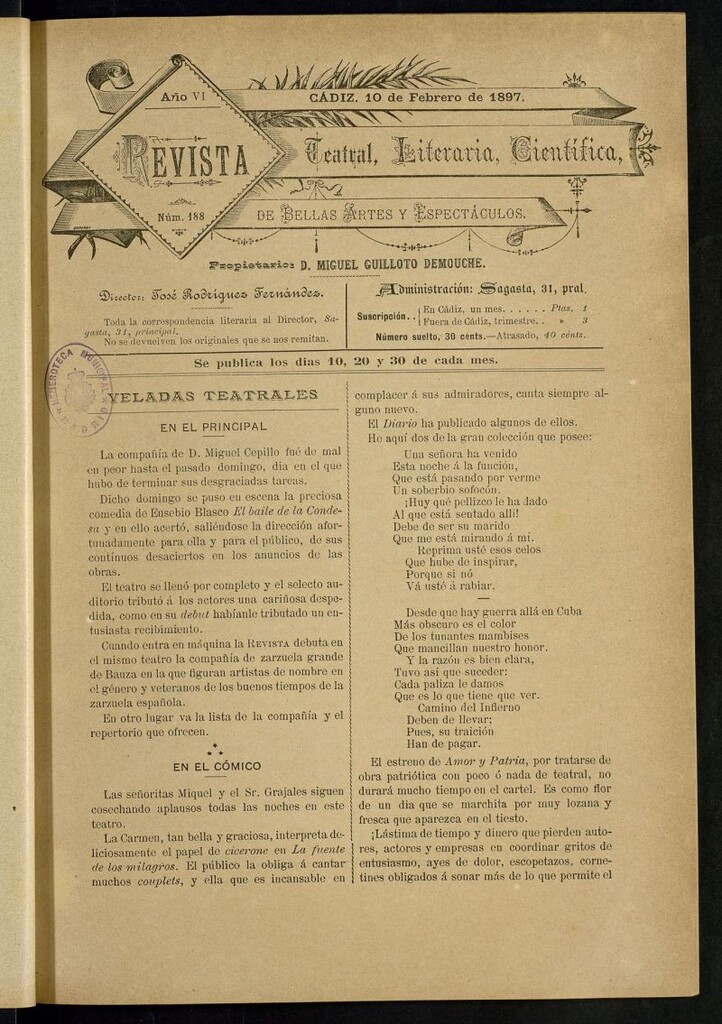 Año VI
CÁDIZ. 10 de Febrero de 1897.
REVISTA
Teatral, Literaria, Científica,
Núm. 188
DE BELLAS ARTES Y ESPECTÁCULOS.
Propietario: D. MIGUEL GUILLOTO DEMOUCHE.
Director: José Rodríguez Fernández.
Toda la correspondencia literaria al Director, Sa-
gasta, 31, principal.
No se devuelven los originales que se nos remitan.
Administración: Sagasta, 31, pral.
Suscripción..
En Cádiz, un mes. . . . . . Ptas. 1
Fuera de Cádiz, trimestre. . » 3
Número suelto, 30 cents.—Atrasado, 40 cents.
Se publica los dias 10, 20 y 30 de cada mes.
HEMEROTECA MUNICIPAL
MADRID
VELADAS TEATRALES
EN EL PRINCIPAL
La compañía de D. Miguel Cepillo fué de mal
en peor hasta el pasado domingo, dia en el que
hubo de terminar sus desgraciadas tareas.
Dicho domingo se puso en escena la preciosa
comedia de Eusebio Blasco El baile de la Conde-
sa y en ello acertó, saliéndose la dirección afor-
tunadamente para ella y para el público, de sus
contínuos desaciertos en los anuncios de las
obras.
El teatro se llenó por completo y el selecto au-
ditorio tributó á los actores una cariñosa despe-
dida, como en su debut habíanle tributado un en-
tusiasta recibimiento.
Cuando entra en máquina la REVISTA debuta en
el mismo teatro la compañía de zarzuela grande
de Bauza en la que figuran artistas de nombre en
el género y veteranos de los buenos tiempos de la
zarzuela española.
En otro lugar va la lista de la compañía y el
repertorio que ofrecen.
EN EL CÓMICO
Las señoritas Miquel y el Sr. Grajales siguen
cosechando aplausos todas las noches en este
teatro.
La Carmen, tan bella y graciosa, interpreta de-
liciosamente el papel de cicerone en La fuente
de los milagros. El público la obliga á cantar
muchos couplets, y ella que es incansable en
complacer á sus admiradores, canta siempre al-
guno nuevo.
El Diario ha publicado algunos de ellos.
He aquí dos de la gran colección que posee:
Una señora ha venido
Esta noche á la función,
Que está pasando por verme
Un soberbio sofocón.
¡Huy qué pellizco le ha dado
Al que está sentado allí!
Debe de ser su marido
Que me está mirando á mí.
Reprima usté esos celos
Que hube de inspirar,
Porque si nó
Vá usté á rabiar.
—
Desde que hay guerra allá en Cuba
Más obscuro es el color
De los tunantes mambises
Que mancillan nuestro honor.
Y la razón es bien clara,
Tuvo así que suceder:
Cada paliza le damos
Que es lo que tiene que ver.
Camino del Infierno
Deben de llevar;
Pues, su traición
Han de pagar.
El estreno de Amor y Patria, por tratarse de
obra patriótica con poco ó nada de teatral, no
durará mucho tiempo en el cartel. Es como flor
de un dia que se marchita por muy lozana y
fresca que aparezca en el tiesto.
¡Lástima de tiempo y dinero que pierden auto-
res, actores y empresas en coordinar gritos de
entusiasmo, ayes de dolor, escopetazos, corne-
tines obligados á sonar más de lo que permite el